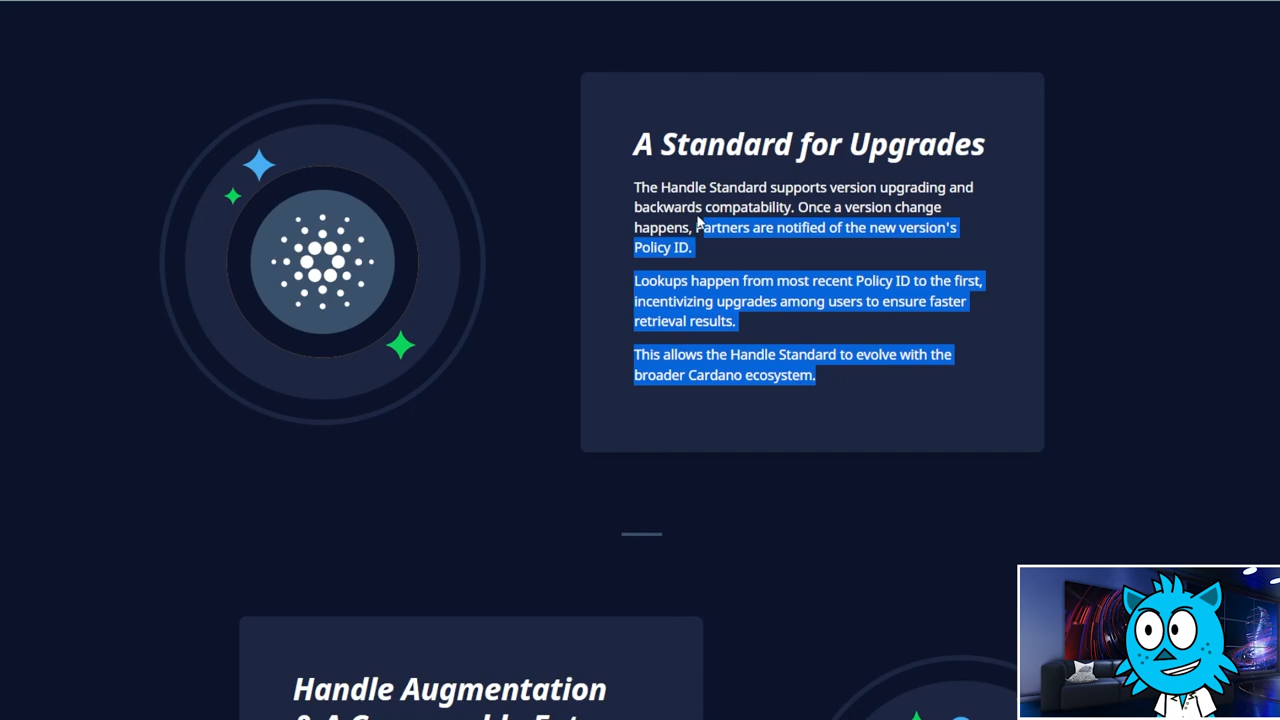 A Standard for Upgrades
The Handle Standard supports version upgrading and
backwards compatability. Once a version change
happens, Partners are notified of the new version's
Policy ID.
Lookups happen from most recent Policy ID to the first,
incentivizing upgrades among users to ensure faster
retrieval results.
This allows the Handle Standard to evolve with the
broader Cardano ecosystem.
Handle Augmentation